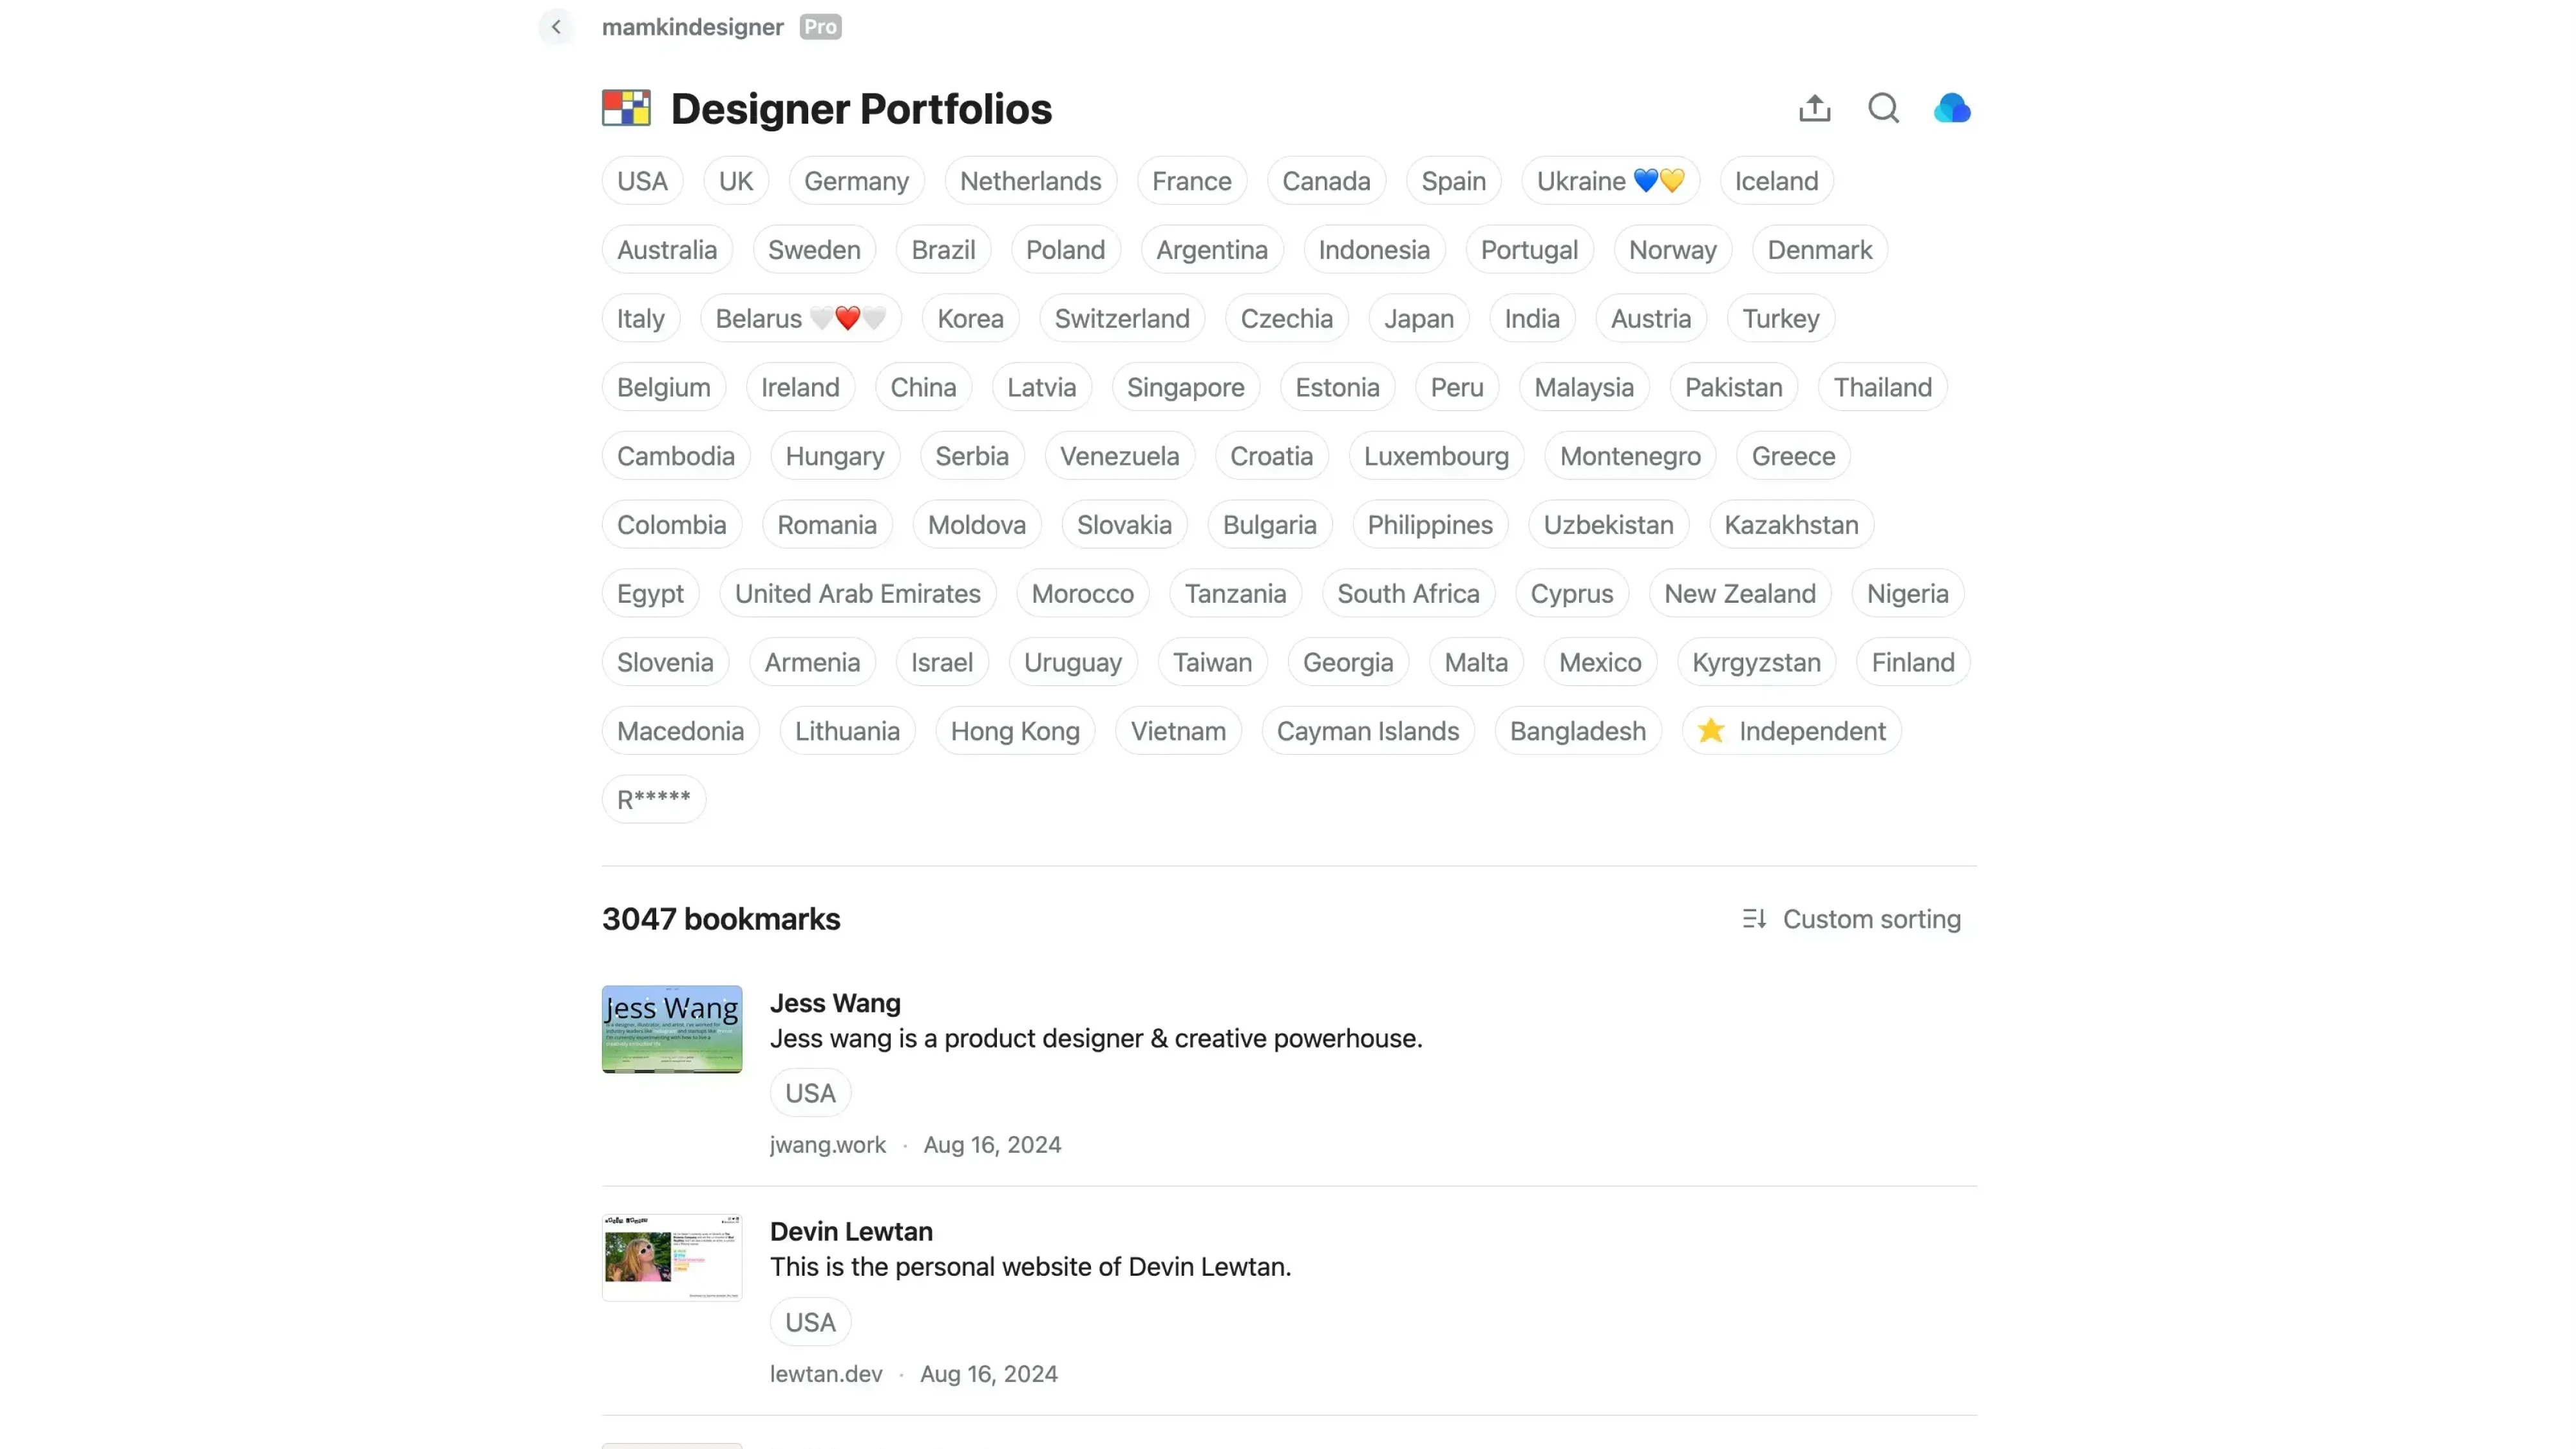 mamkindesigner Pro
Designer Portfolios
USA UK Germany Netherlands France Canada Spain Ukraine 💙💛 Iceland
Australia Sweden Brazil Poland Argentina Indonesia Portugal Norway Denmark
Italy Belarus 🤍❤️🤍 Korea Switzerland Czechia Japan India Austria Turkey
Belgium Ireland China Latvia Singapore Estonia Peru Malaysia Pakistan Thailand
Cambodia Hungary Serbia Venezuela Croatia Luxembourg Montenegro Greece
Colombia Romania Moldova Slovakia Bulgaria Philippines Uzbekistan Kazakhstan
Egypt United Arab Emirates Morocco Tanzania South Africa Cyprus New Zealand Nigeria
Slovenia Armenia Israel Uruguay Taiwan Georgia Malta Mexico Kyrgyzstan Finland
Macedonia Lithuania Hong Kong Vietnam Cayman Islands Bangladesh ⭐ Independent
R*****
3047 bookmarks Custom sorting
Jess Wang
Jess Wang
Jess wang is a product designer & creative powerhouse.
USA
jwang.work · Aug 16, 2024
Devin Lewtan
This is the personal website of Devin Lewtan.
USA
lewtan.dev · Aug 16, 2024